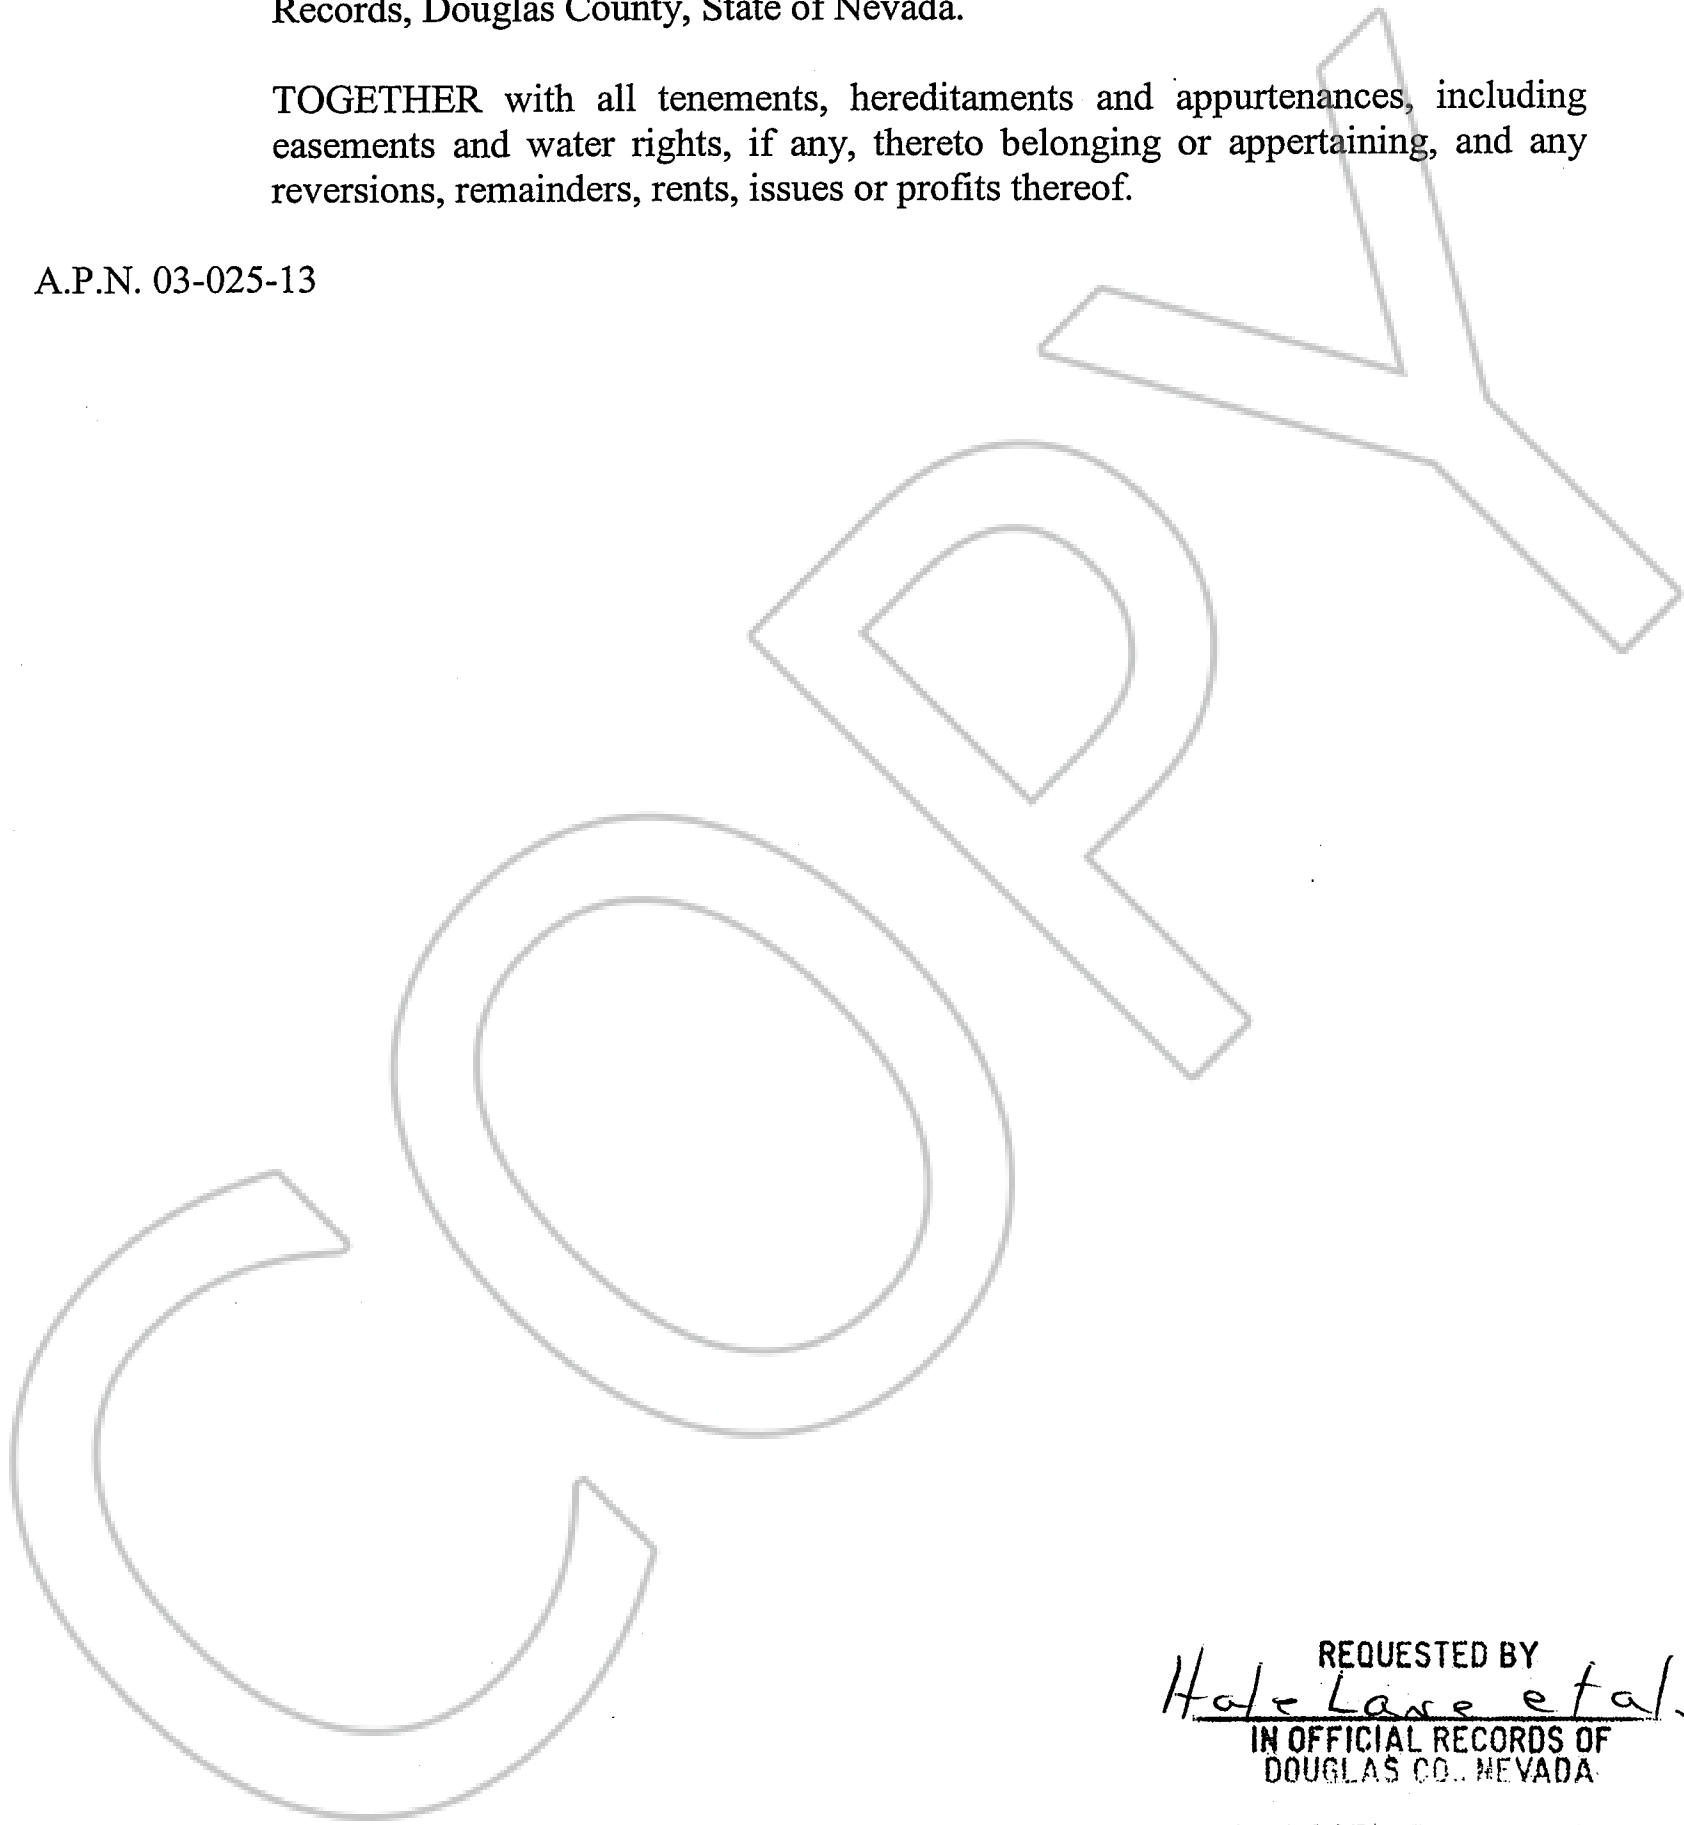 Records, Douglas County, State of Nevada.
TOGETHER with all tenements, hereditaments and appurtenances, including
easements and water rights, if any, thereto belonging or appertaining, and any
reversions, remainders, rents, issues or profits thereof.
A.P.N. 03-025-13
COPY
REQUESTED BY
Hale Lane et al.
IN OFFICIAL RECORDS OF
DOUGLAS CO., NEVADA